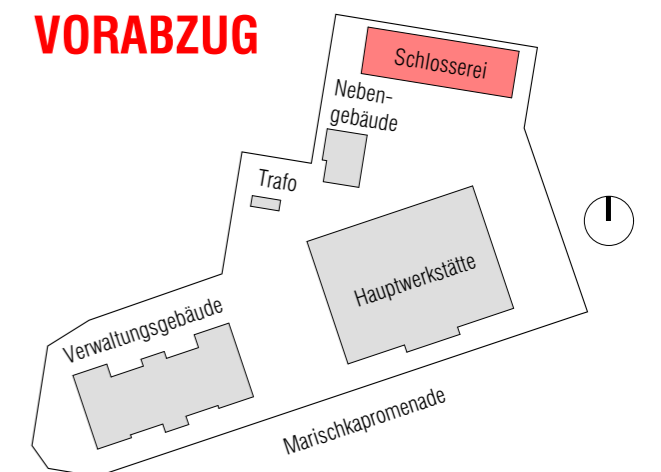 VORABZUG
Schlosserei
Neben-
gebäude
Trafo
Hauptwerkstätte
Verwaltungsgebäude
Marischkapromenade